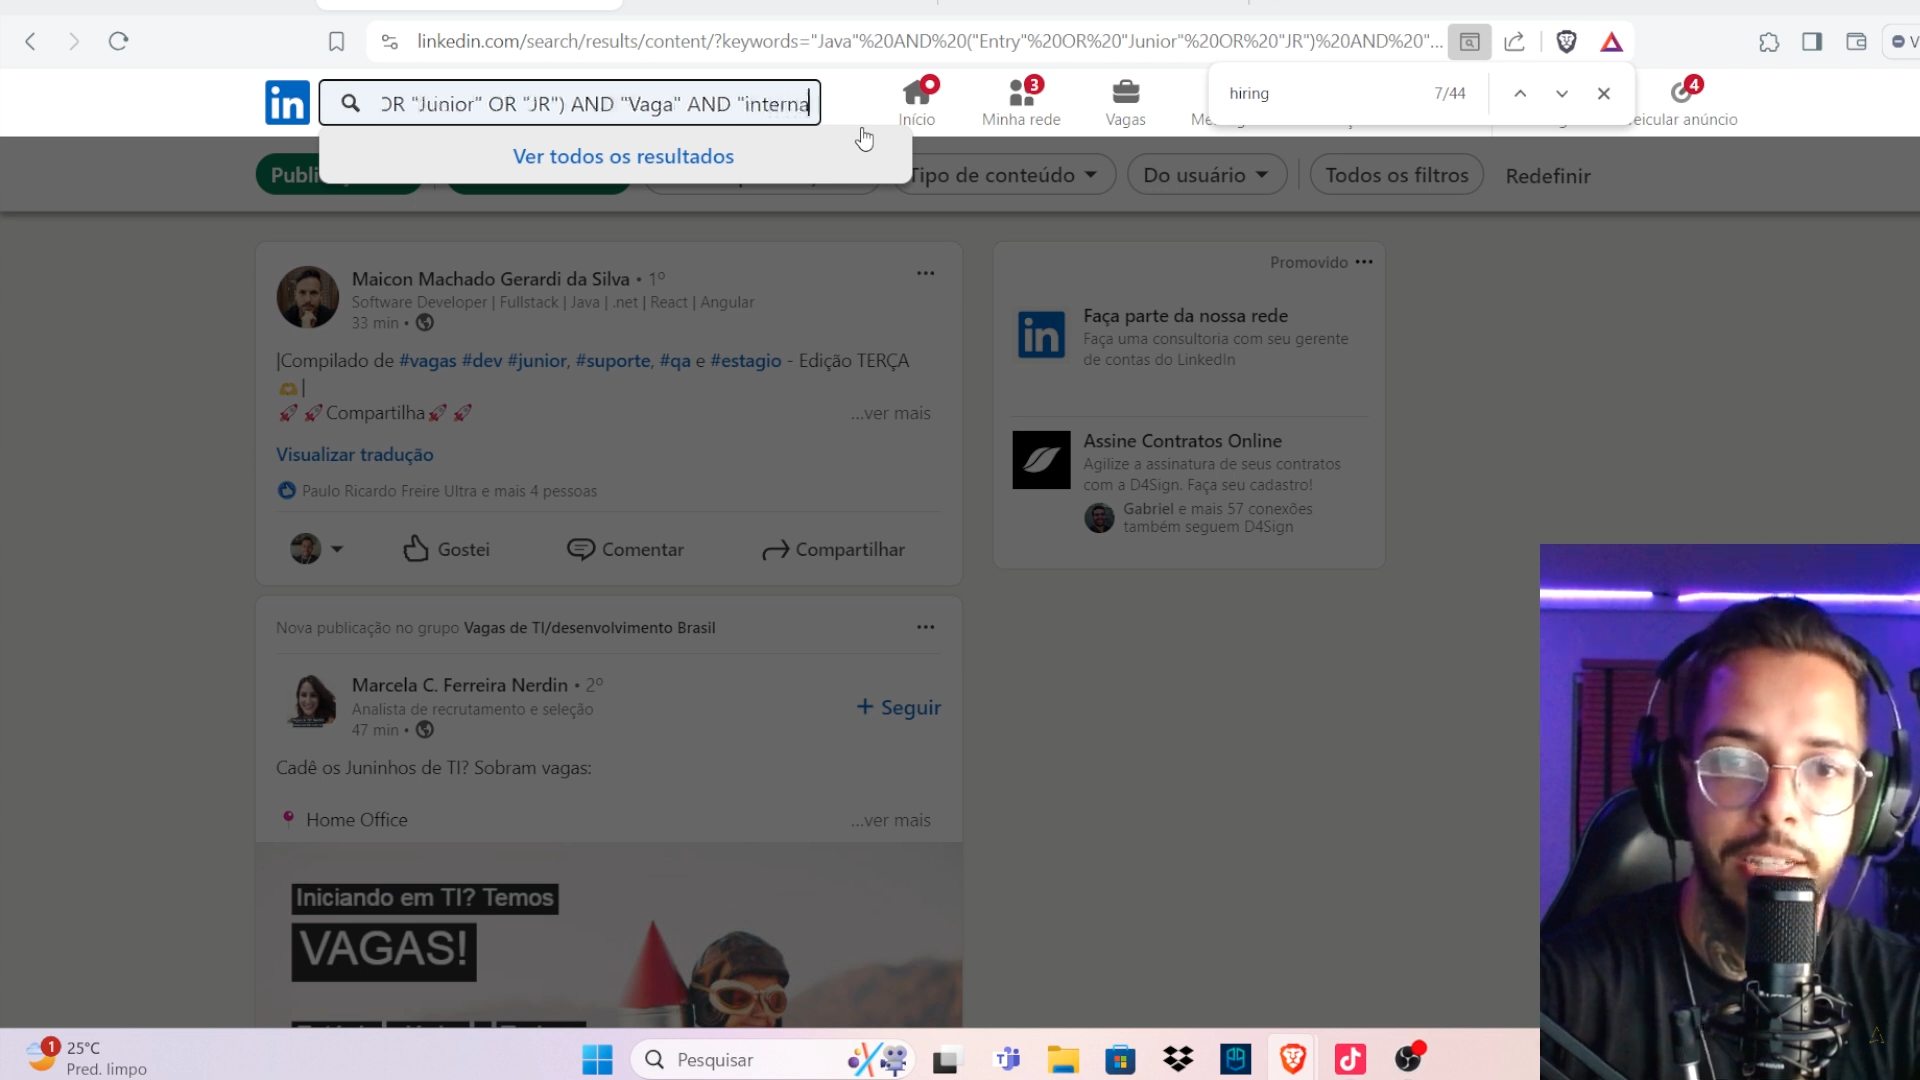 linkedin.com/search/results/content/?keywords="Java"%20AND%20("Entry"%20OR%20"Junior"%20OR%20"JR")%20AND%20"...
V
in
OR "Junior" OR "JR") AND "Vaga" AND "interna
Início
3
Minha rede
Vagas
hiring
7/44
4
eicular anúncio
Ver todos os resultados
Publi
Tipo de conteúdo
Do usuário
Todos os filtros
Redefinir
Maicon Machado Gerardi da Silva • 1º
Software Developer | Fullstack | Java | .net | React | Angular
33 min •
|Compilado de #vagas #dev #junior, #suporte, #qa e #estagio - Edição TERÇA
|
Compartilha
...ver mais
Visualizar tradução
Paulo Ricardo Freire Ultra e mais 4 pessoas
Gostei
Comentar
Compartilhar
Promovido
in
Faça parte da nossa rede
Faça uma consultoria com seu gerente
de contas do LinkedIn
Assine Contratos Online
Agilize a assinatura de seus contratos
com a D4Sign. Faça seu cadastro!
Gabriel e mais 57 conexões
também seguem D4Sign
Nova publicação no grupo Vagas de TI/desenvolvimento Brasil
Marcela C. Ferreira Nerdin • 2º
Analista de recrutamento e seleção
47 min •
+ Seguir
Cadê os Juninhos de TI? Sobram vagas:
Home Office
...ver mais
Iniciando em TI? Temos
VAGAS!
1
25°C
Pred. limpo
Pesquisar